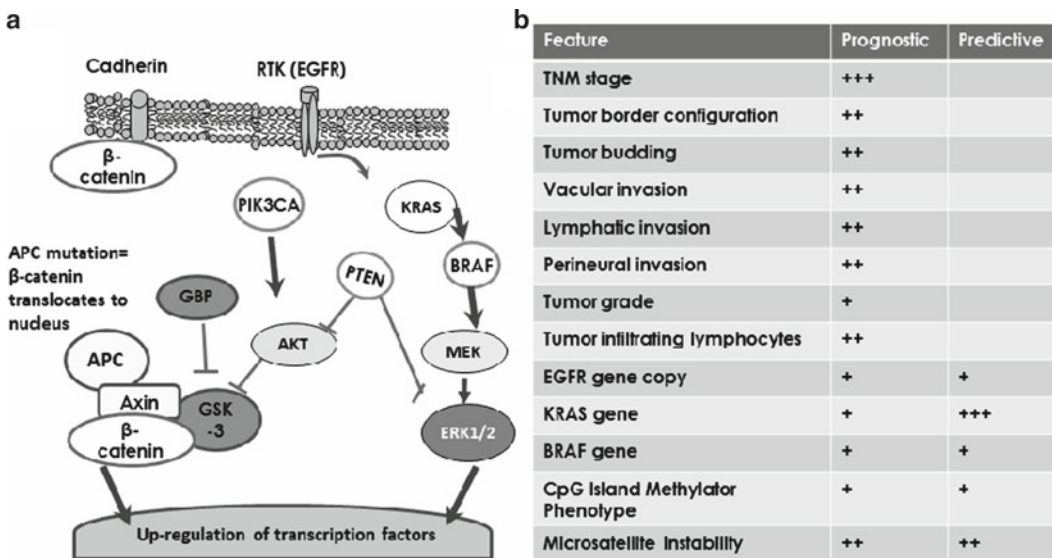 a
Cadherin
RTK (EGFR)
β-
catenin
PIK3CA
KRAS
APC mutation=
β-catenin
translocates to
nucleus
GBP
PTEN
BRAF
APC
AKT
MEK
Axin
GSK
-3
β-
catenin
ERK1/2
Up-regulation of transcription factors
b
Feature Prognostic Predictive
TNM stage +++
Tumor border configuration ++
Tumor budding ++
Vacular invasion ++
Lymphatic invasion ++
Perineural invasion ++
Tumor grade +
Tumor infiltrating lymphocytes ++
EGFR gene copy + +
KRAS gene + +++
BRAF gene + +
CpG Island Methylator + +
Phenotype
Microsatellite Instability ++ ++